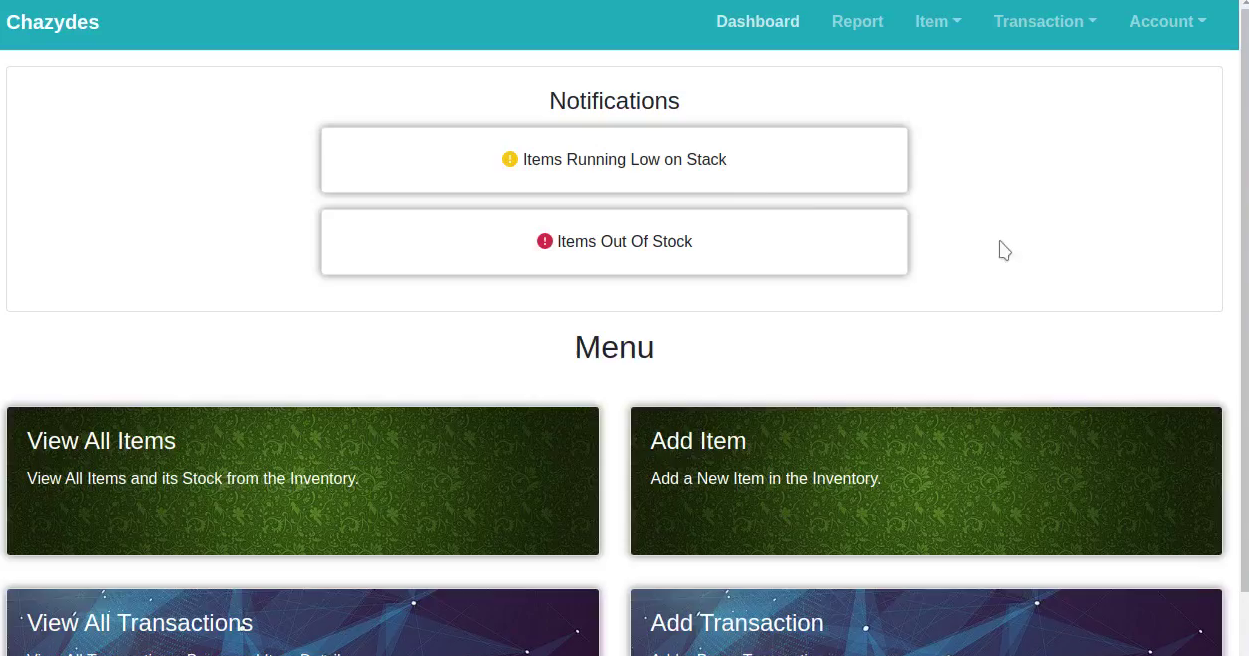 Chazydes
Dashboard Report Item Transaction Account
Notifications
Items Running Low on Stack
Items Out Of Stock
Menu
View All Items
View All Items and its Stock from the Inventory.
Add Item
Add a New Item in the Inventory.
View All Transactions
Add Transaction